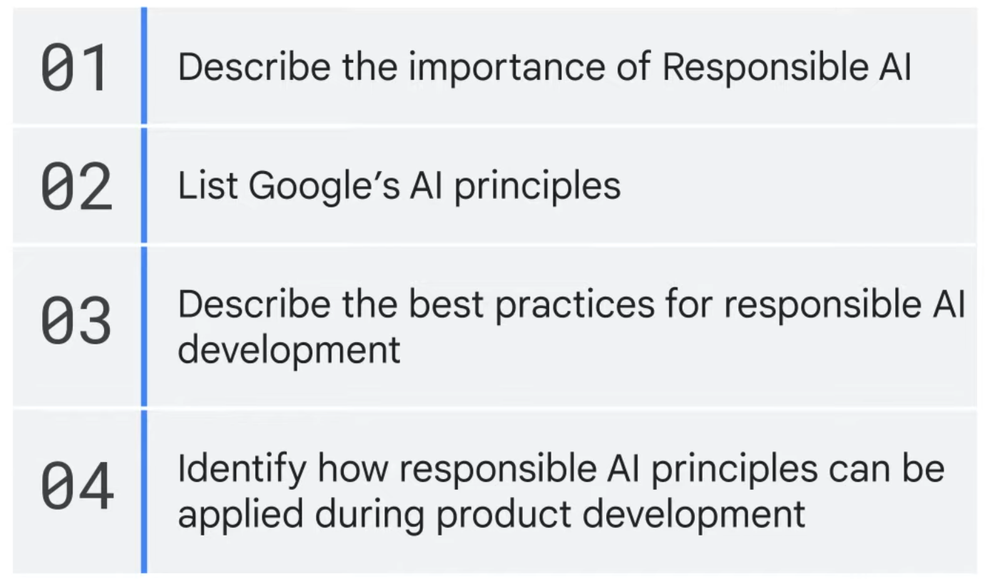 01
Describe the importance of Responsible AI
02
List Google’s AI principles
03
Describe the best practices for responsible AI
development
04
Identify how responsible AI principles can be
applied during product development